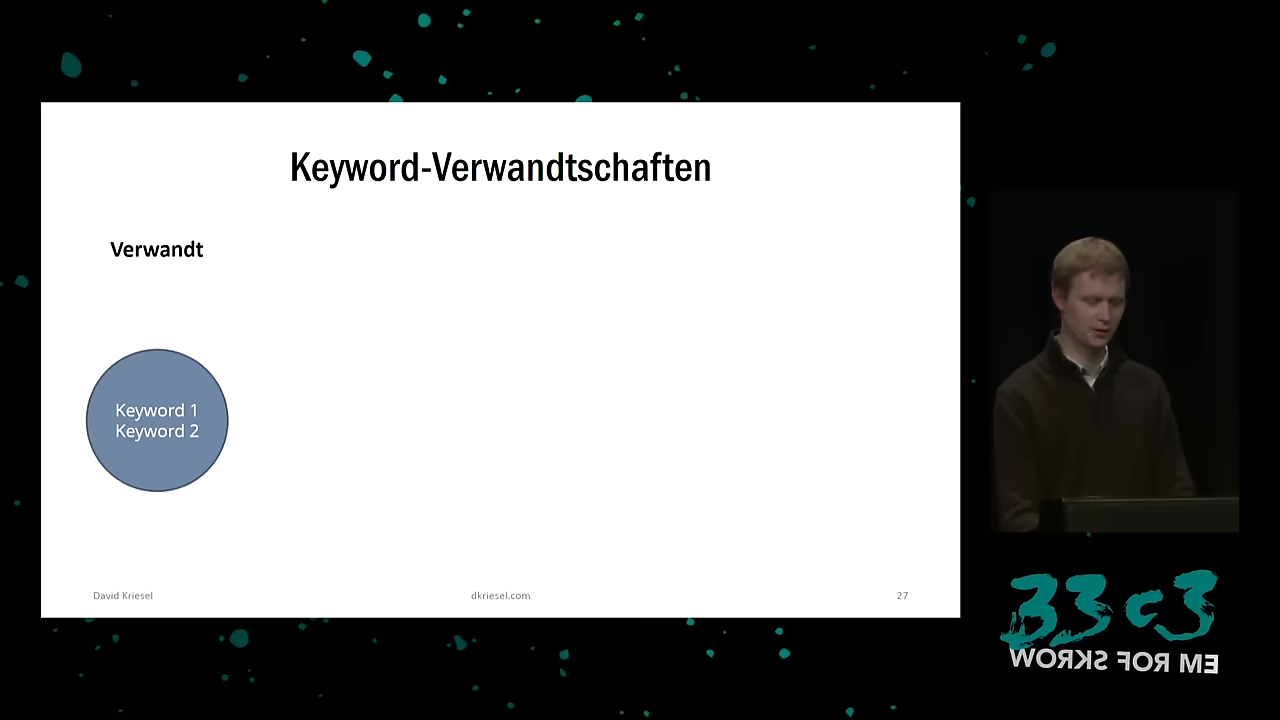 Keyword-Verwandtschaften
Verwandt
Keyword 1
Keyword 2
David Kriesel
dkriesel.com
27
33c3
WORKS FOR ME